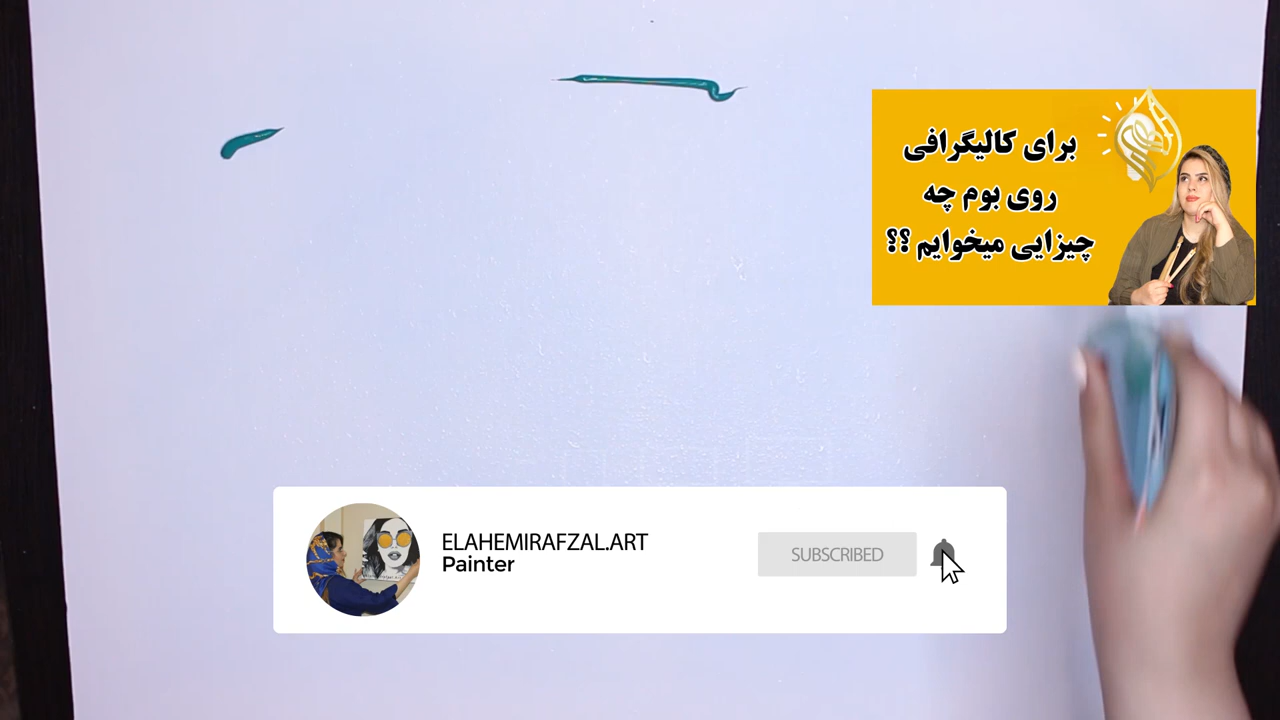 برای کالیگرافی
روی بوم چه
چیزایی میخوایم ؟؟
ELAHEMIRAFZAL.ART
Painter
SUBSCRIBED